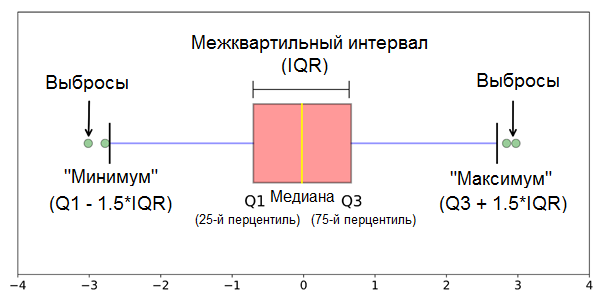 Межквартильный интервал
(IQR)
Выбросы
Выбросы
"Минимум"
(Q1 - 1.5*IQR)
Q1 Медиана Q3
(25-й перцентиль) (75-й перцентиль)
"Максимум"
(Q3 + 1.5*IQR)
−4 −3 −2 −1 0 1 2 3 4